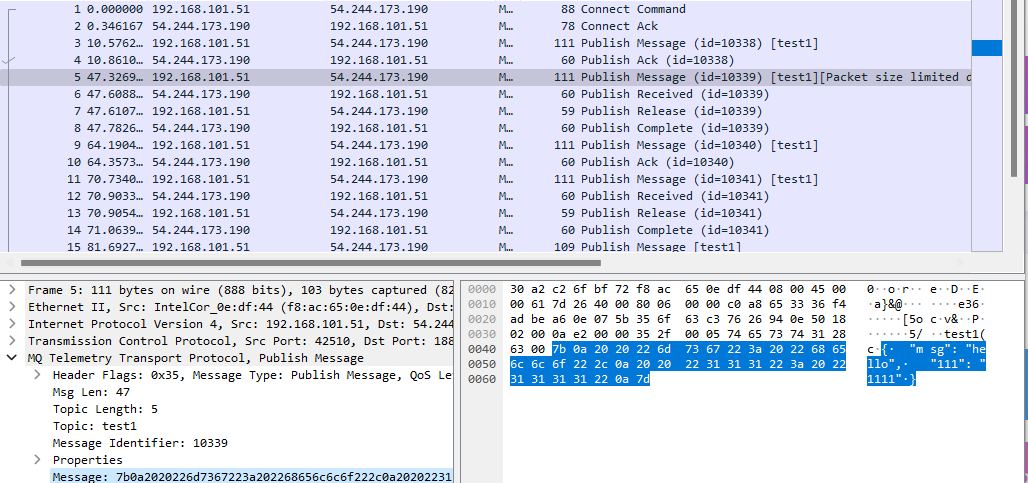 1 0.000000 192.168.101.51 54.244.173.190 M… 88 Connect Command
2 0.346167 54.244.173.190 192.168.101.51 M… 78 Connect Ack
3 10.5762… 192.168.101.51 54.244.173.190 M… 111 Publish Message (id=10338) [test1]
4 10.8610… 54.244.173.190 192.168.101.51 M… 60 Publish Ack (id=10338)
5 47.3269… 192.168.101.51 54.244.173.190 M… 111 Publish Message (id=10339) [test1][Packet size limited d
6 47.6088… 54.244.173.190 192.168.101.51 M… 60 Publish Received (id=10339)
7 47.6107… 192.168.101.51 54.244.173.190 M… 59 Publish Release (id=10339)
8 47.7826… 54.244.173.190 192.168.101.51 M… 60 Publish Complete (id=10339)
9 64.1904… 192.168.101.51 54.244.173.190 M… 111 Publish Message (id=10340) [test1]
10 64.3573… 54.244.173.190 192.168.101.51 M… 60 Publish Ack (id=10340)
11 70.7340… 192.168.101.51 54.244.173.190 M… 111 Publish Message (id=10341) [test1]
12 70.9033… 54.244.173.190 192.168.101.51 M… 60 Publish Received (id=10341)
13 70.9054… 192.168.101.51 54.244.173.190 M… 59 Publish Release (id=10341)
14 71.0639… 54.244.173.190 192.168.101.51 M… 60 Publish Complete (id=10341)
15 81.6927… 192.168.101.51 54.244.173.190 M… 109 Publish Message [test1]
Frame 5: 111 bytes on wire (888 bits), 103 bytes captured (82
Ethernet II, Src: IntelCor_0e:df:44 (f8:ac:65:0e:df:44), Dst:
Internet Protocol Version 4, Src: 192.168.101.51, Dst: 54.244
Transmission Control Protocol, Src Port: 42510, Dst Port: 188
MQ Telemetry Transport Protocol, Publish Message
Header Flags: 0x35, Message Type: Publish Message, QoS Le
Msg Len: 47
Topic Length: 5
Topic: test1
Message Identifier: 10339
Properties
Message: 7b0a2020226d7367223a202268656c6c6f222c0a20202231
0000 30 a2 c2 6f bf 72 f8 ac 65 0e df 44 08 00 45 00 0··o·r·· e··D··E·
0010 00 61 7d 26 40 00 80 06 00 00 c0 a8 65 33 36 f4 ·a}&@··· ····e36·
0020 ad be a6 0e 07 5b 35 6f 63 c3 76 26 94 0e 50 18 ·····[5o c·v&··P·
0030 02 00 0a e2 00 00 35 2f 00 05 74 65 73 74 31 28 ······5/ ··test1(
0040 63 00 7b 0a 20 20 22 6d 73 67 22 3a 20 22 68 65 c·{·  "m sg": "he
0050 6c 6c 6f 22 2c 0a 20 20 22 31 31 31 22 3a 20 22 llo",·   "111": "
0060 31 31 31 31 22 0a 7d 1111"·}